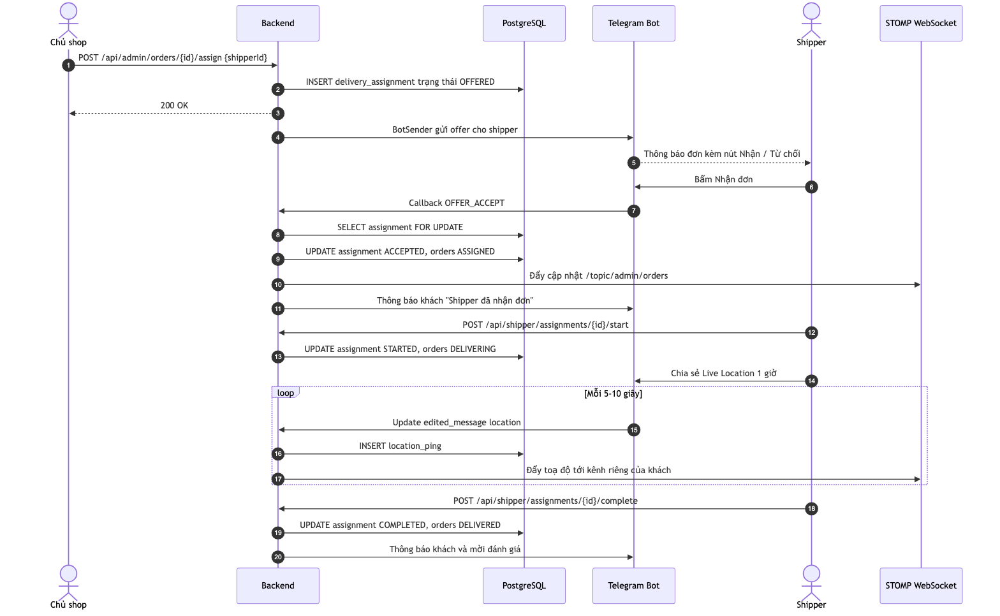 Chủ shop
Backend
PostgreSQL
Telegram Bot
Shipper
STOMP WebSocket
1
POST /api/admin/orders/{id}/assign {shipperId}
2
INSERT delivery_assignment trạng thái OFFERED
3
200 OK
4
BotSender gửi offer cho shipper
5
Thông báo đơn kèm nút Nhận / Từ chối
6
Bấm Nhận đơn
7
Callback OFFER_ACCEPT
8
SELECT assignment FOR UPDATE
9
UPDATE assignment ACCEPTED, orders ASSIGNED
10
Đẩy cập nhật /topic/admin/orders
11
Thông báo khách "Shipper đã nhận đơn"
12
POST /api/shipper/assignments/{id}/start
13
UPDATE assignment STARTED, orders DELIVERING
14
Chia sẻ Live Location 1 giờ
loop
[Mỗi 5-10 giây]
15
Update edited_message location
16
INSERT location_ping
17
Đẩy toạ độ tới kênh riêng của khách
18
POST /api/shipper/assignments/{id}/complete
19
UPDATE assignment COMPLETED, orders DELIVERED
20
Thông báo khách và mời đánh giá
Chủ shop
Backend
PostgreSQL
Telegram Bot
Shipper
STOMP WebSocket